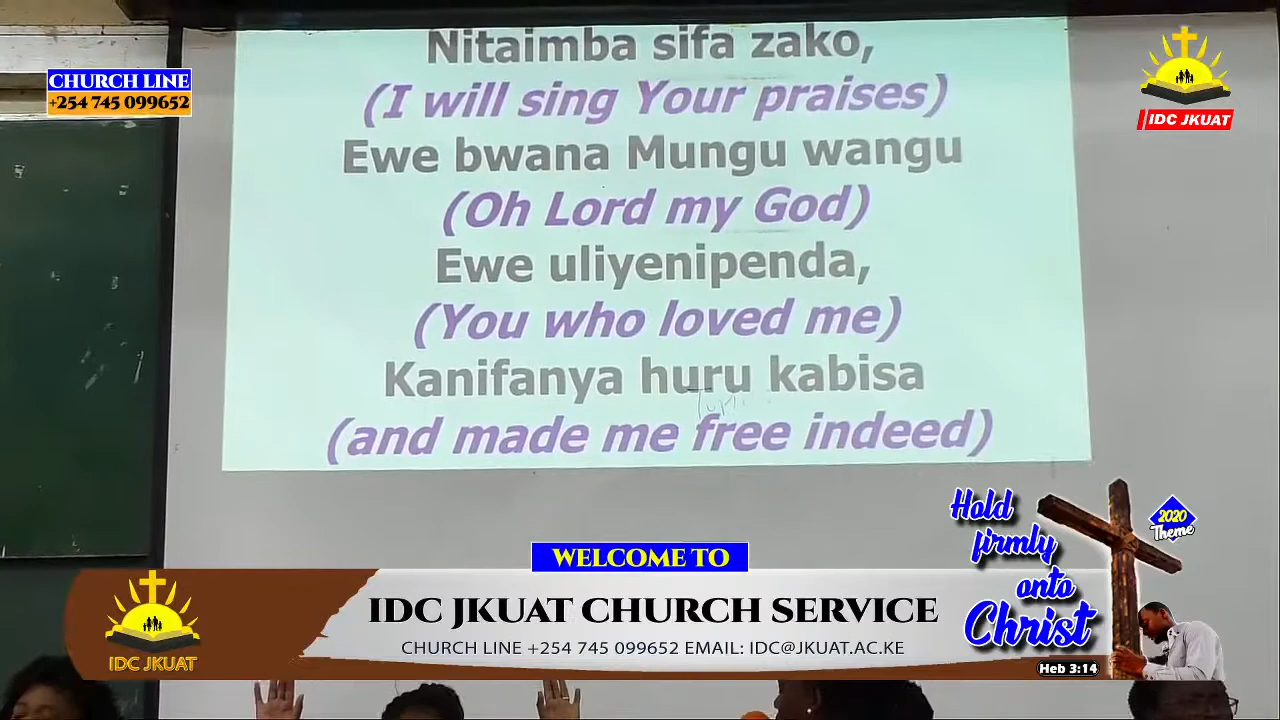 CHURCH LINE
+254 745 099652
IDC JKUAT
Nitaimba sifa zako,
(I will sing Your praises)
Ewe bwana Mungu wangu
(Oh Lord my God)
Ewe uliyenipenda,
(You who loved me)
Kanifanya huru kabisa
(and made me free indeed)
Hold
firmly
onto
Christ
2020
Theme
Heb 3:14
WELCOME TO
IDC JKUAT CHURCH SERVICE
CHURCH LINE +254 745 099652 EMAIL: IDC@JKUAT.AC.KE
IDC JKUAT